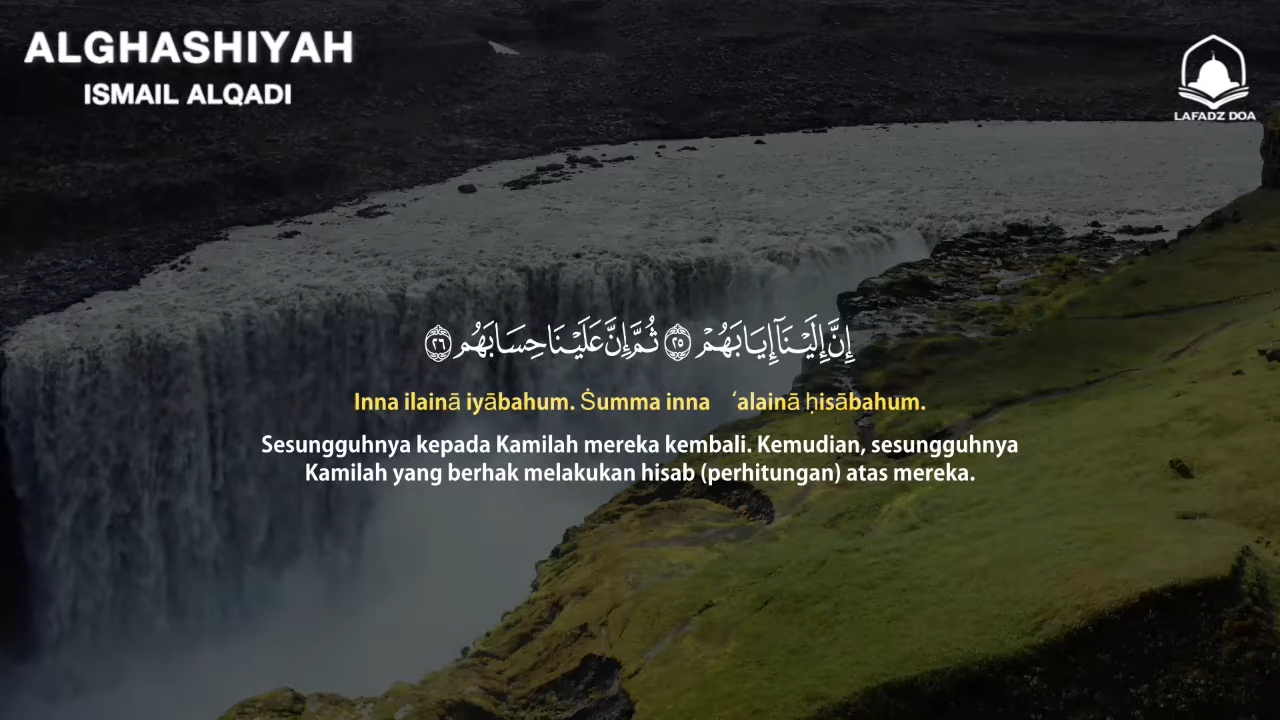 ALGHASHIYAH
ISMAIL ALQADI
LAFADZ DOA
إِنَّ إِلَيْنَآ إِيَابَهُمْ ٢٥ ثُمَّ إِنَّ عَلَيْنَا حِسَابَهُم ٢٦
Inna ilainā iyābahum. Ṡumma inna ‘alainā ḥisābahum.
Sesungguhnya kepada Kamilah mereka kembali. Kemudian, sesungguhnya
Kamilah yang berhak melakukan hisab (perhitungan) atas mereka.